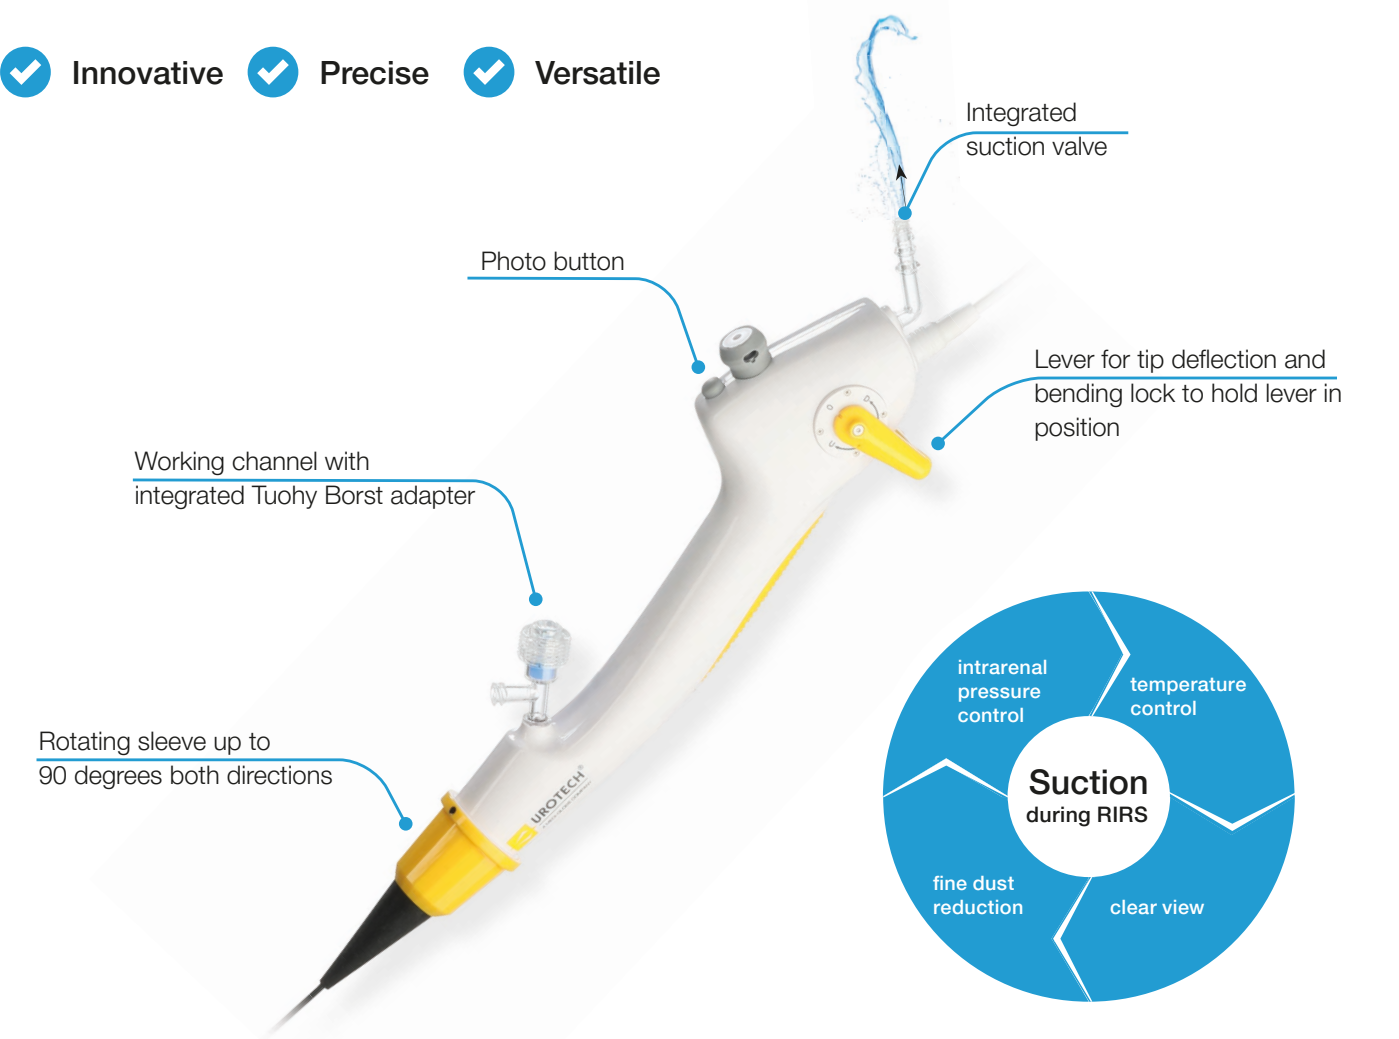 Innovative
Precise
Versatile
Integrated
suction valve
Photo button
Lever for tip deflection and
bending lock to hold lever in
position
Working channel with
integrated Tuohy Borst adapter
Rotating sleeve up to
90 degrees both directions
UROTECH®
intrarenal
pressure
control
temperature
control
Suction
during RIRS
fine dust
reduction
clear view